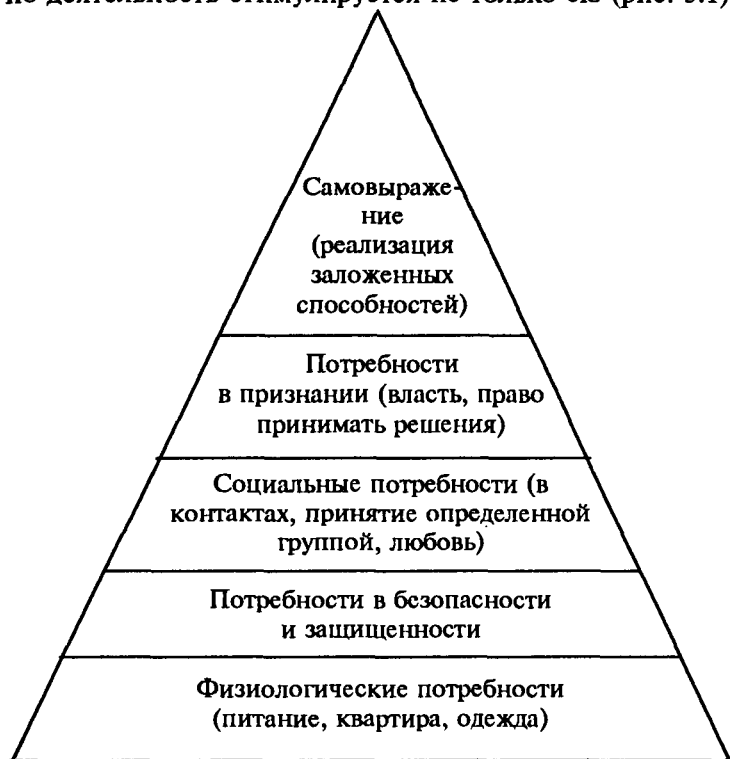 но деятельность стимулируется не только ею (рис. 3.1)
Самовыраже-
ние
(реализация
заложенных
способностей)
Потребности
в признании (власть, право
принимать решения)
Социальные потребности (в
контактах, принятие определенной
группой, любовь)
Потребности в безопасности
и защищенности
Физиологические потребности
(питание, квартира, одежда)